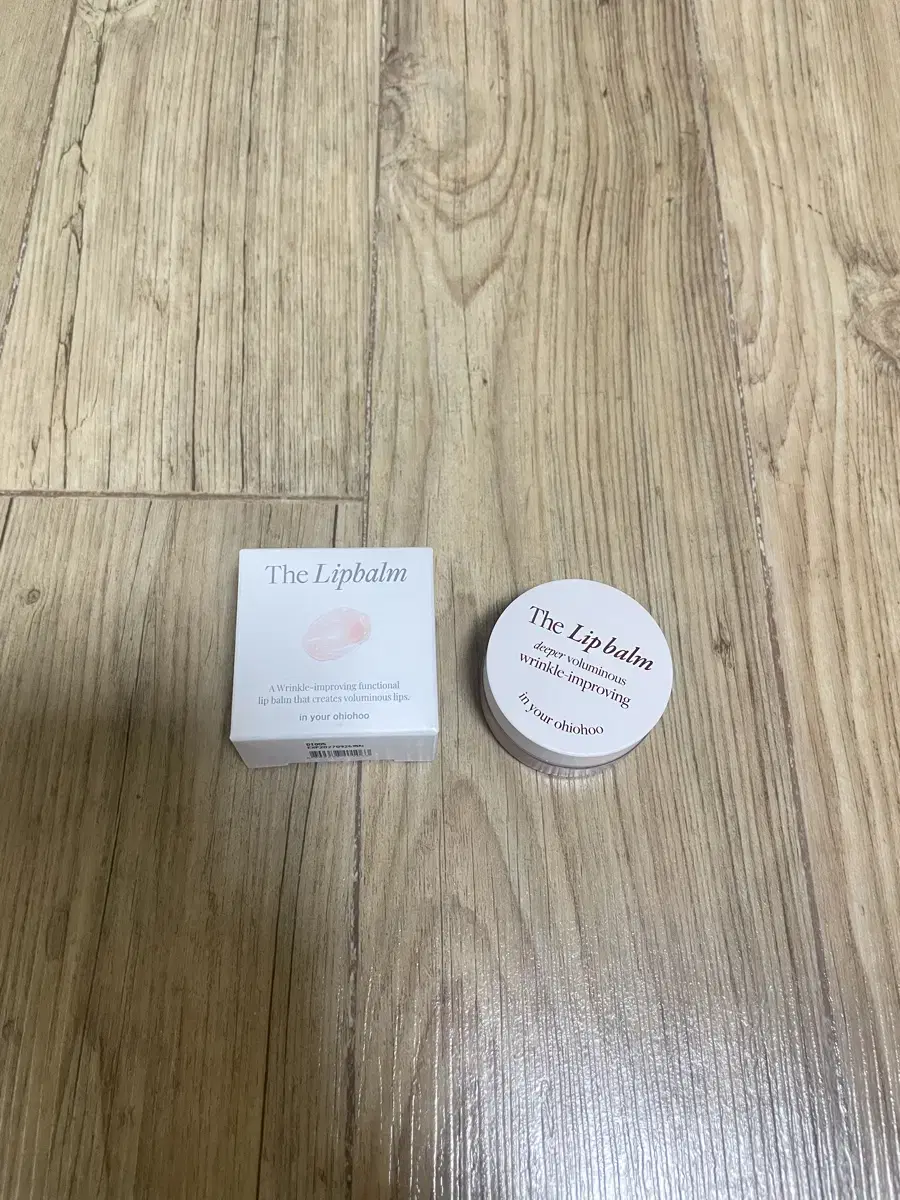 The Lipbalm
A Wrinkle-improving functional
lip balm that creates voluminous lips.
in your ohiohoo
The Lip balm
deeper voluminous
wrinkle-improving
in your ohiohoo